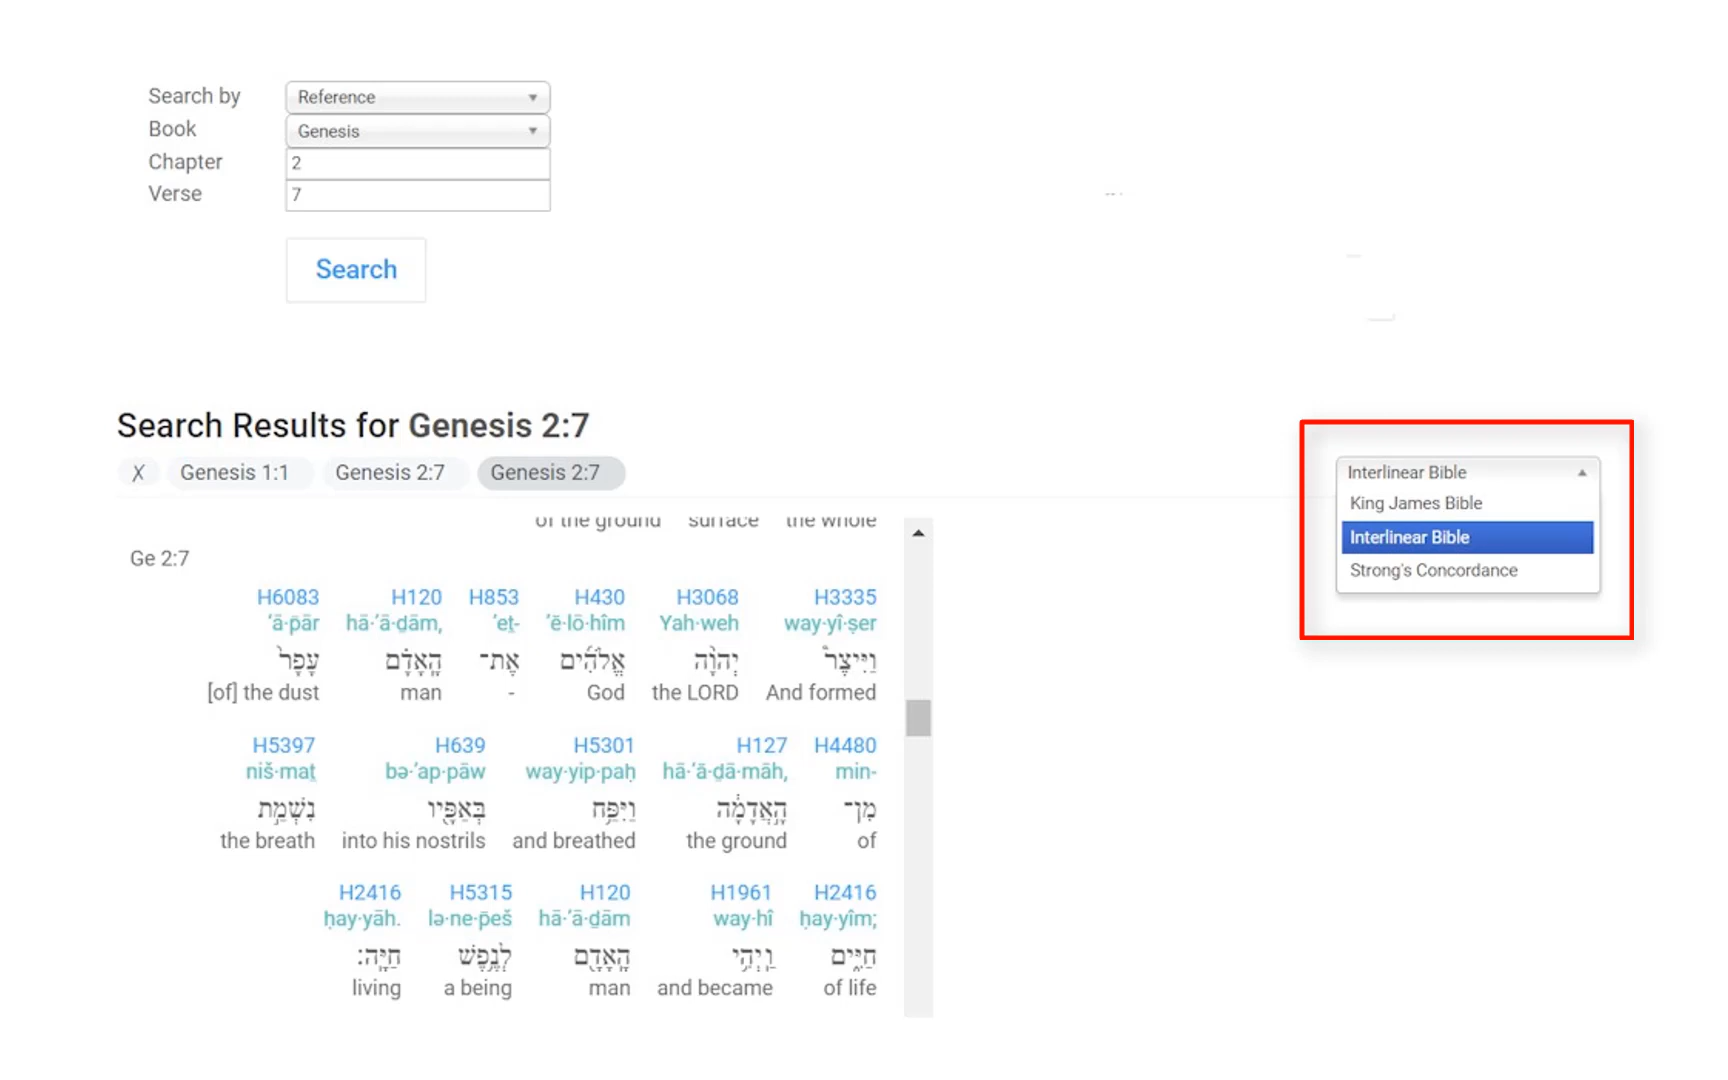 Search by Reference
Book Genesis
Chapter 2
Verse 7
Search
Search Results for Genesis 2:7
X Genesis 1:1 Genesis 2:7 Genesis 2:7
Interlinear Bible
King James Bible
Interlinear Bible
Strong's Concordance
of the ground surface the whole
Ge 2:7
H6083 H120 H853 H430 H3068 H3335
‘ā·p̄ār hā·’ā·ḏām, ’eṯ- ’ĕ·lō·hîm Yah·weh way·yî·ṣer
וַיִּיצֶר֩ יְהוָ֨ה אֱלֹהִ֜ים אֶת־ הָֽאָדָ֗ם עָפָר֙
[of] the dust man - God the LORD And formed
H5397 H639 H5301 H127 H4480
niš·maṯ bə·’ap·pāw way·yip·paḥ hā·’ă·ḏā·māh, min-
מִן־ הָ֣אֲדָמָ֔ה וַיִּפַּ֥ח בְּאַפָּ֖יו נִשְׁמַ֣ת
the breath into his nostrils and breathed the ground of
H2416 H5315 H120 H1961 H2416
ḥay·yāh. lə·ne·p̄eš hā·’ā·ḏām way·hî ḥay·yîm;
חַיִּ֑ים וַֽיְהִ֥י הָֽאָדָ֖ם לְנֶ֥פֶשׁ חַיָּֽה׃
living a being man and became of life